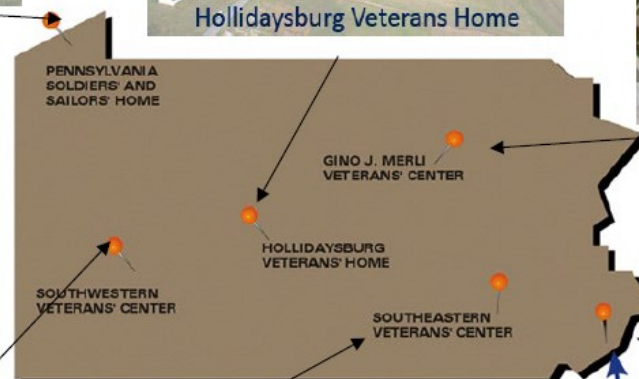 Hollidaysburg Veterans Home
PENNSYLVANIA
SOLDIERS' AND
SAILORS' HOME
GINO J. MERLI
VETERANS' CENTER
HOLLIDAYSBURG
VETERANS' HOME
SOUTHWESTERN
VETERANS' CENTER
SOUTHEASTERN
VETERANS' CENTER